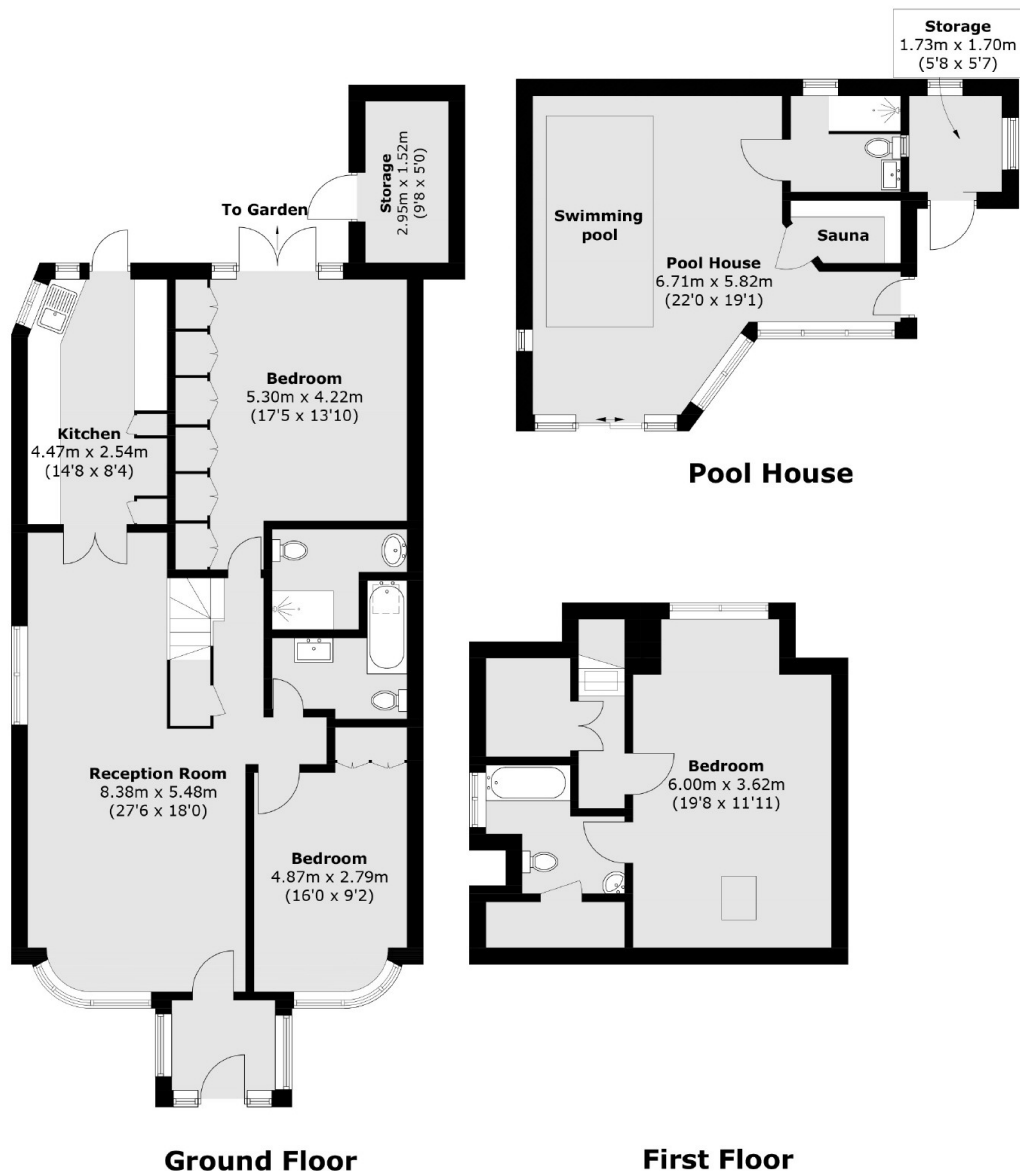 Storage
1.73m x 1.70m
(5'8 x 5'7)
Swimming
pool
Sauna
Pool House
6.71m x 5.82m
(22'0 x 19'1)
Pool House
To Garden
Storage
2.95m x 1.52m
(9'8 x 5'0)
Bedroom
5.30m x 4.22m
(17'5 x 13'10)
Kitchen
4.47m x 2.54m
(14'8 x 8'4)
Reception Room
8.38m x 5.48m
(27'6 x 18'0)
Bedroom
4.87m x 2.79m
(16'0 x 9'2)
Ground Floor
Bedroom
6.00m x 3.62m
(19'8 x 11'11)
First Floor